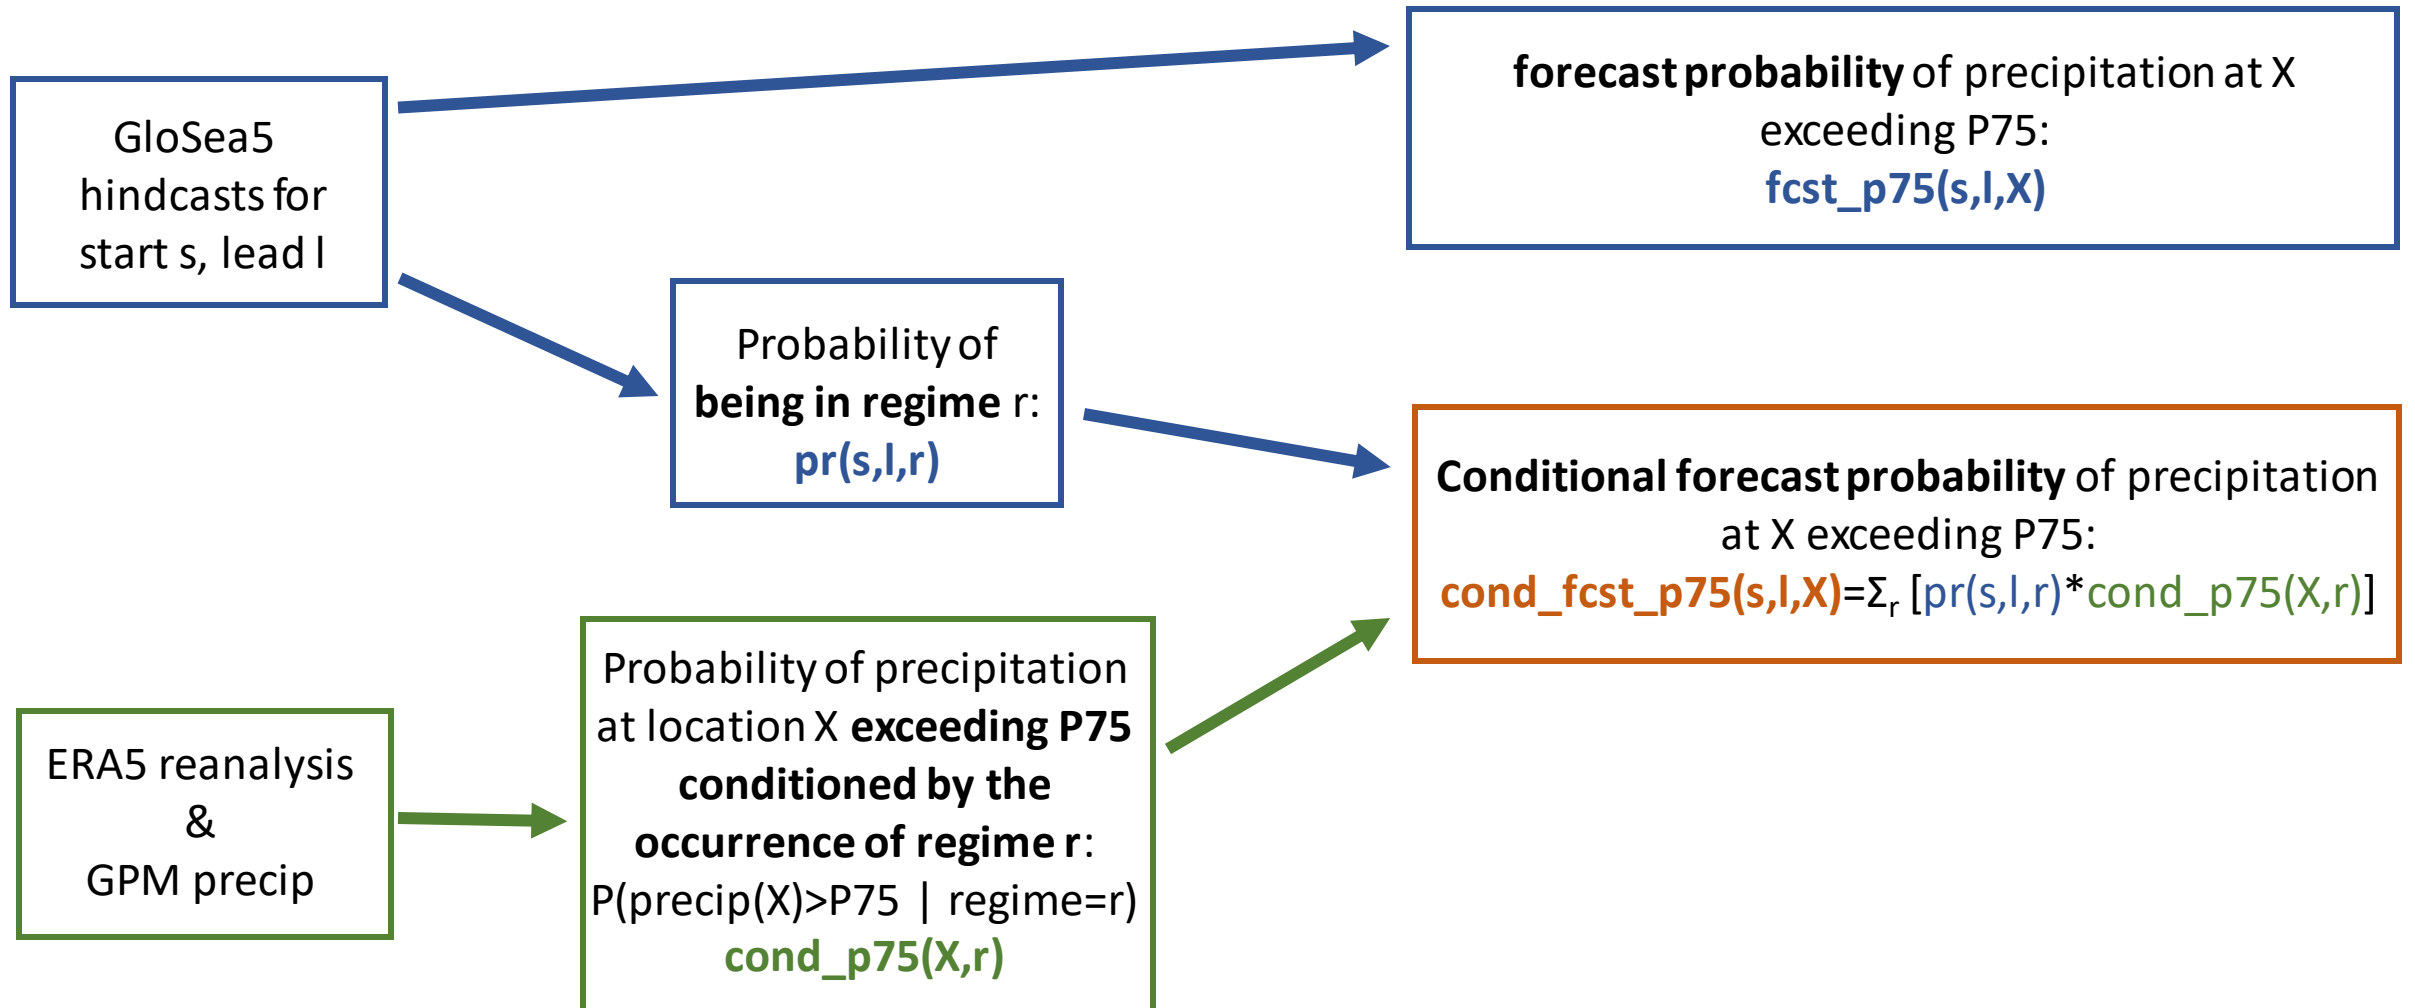 GloSea5
hindcasts for
start s, lead l
forecast probability of precipitation at X
exceeding P75:
fcst_p75(s,l,X)
Probability of
being in regime r:
pr(s,l,r)
Conditional forecast probability of precipitation
at X exceeding P75:
cond_fcst_p75(s,l,X)=Σr [pr(s,l,r)*cond_p75(X,r)]
ERA5 reanalysis
&
GPM precip
Probability of precipitation
at location X exceeding P75
conditioned by the
occurrence of regime r:
P(precip(X)>P75 | regime=r)
cond_p75(X,r)